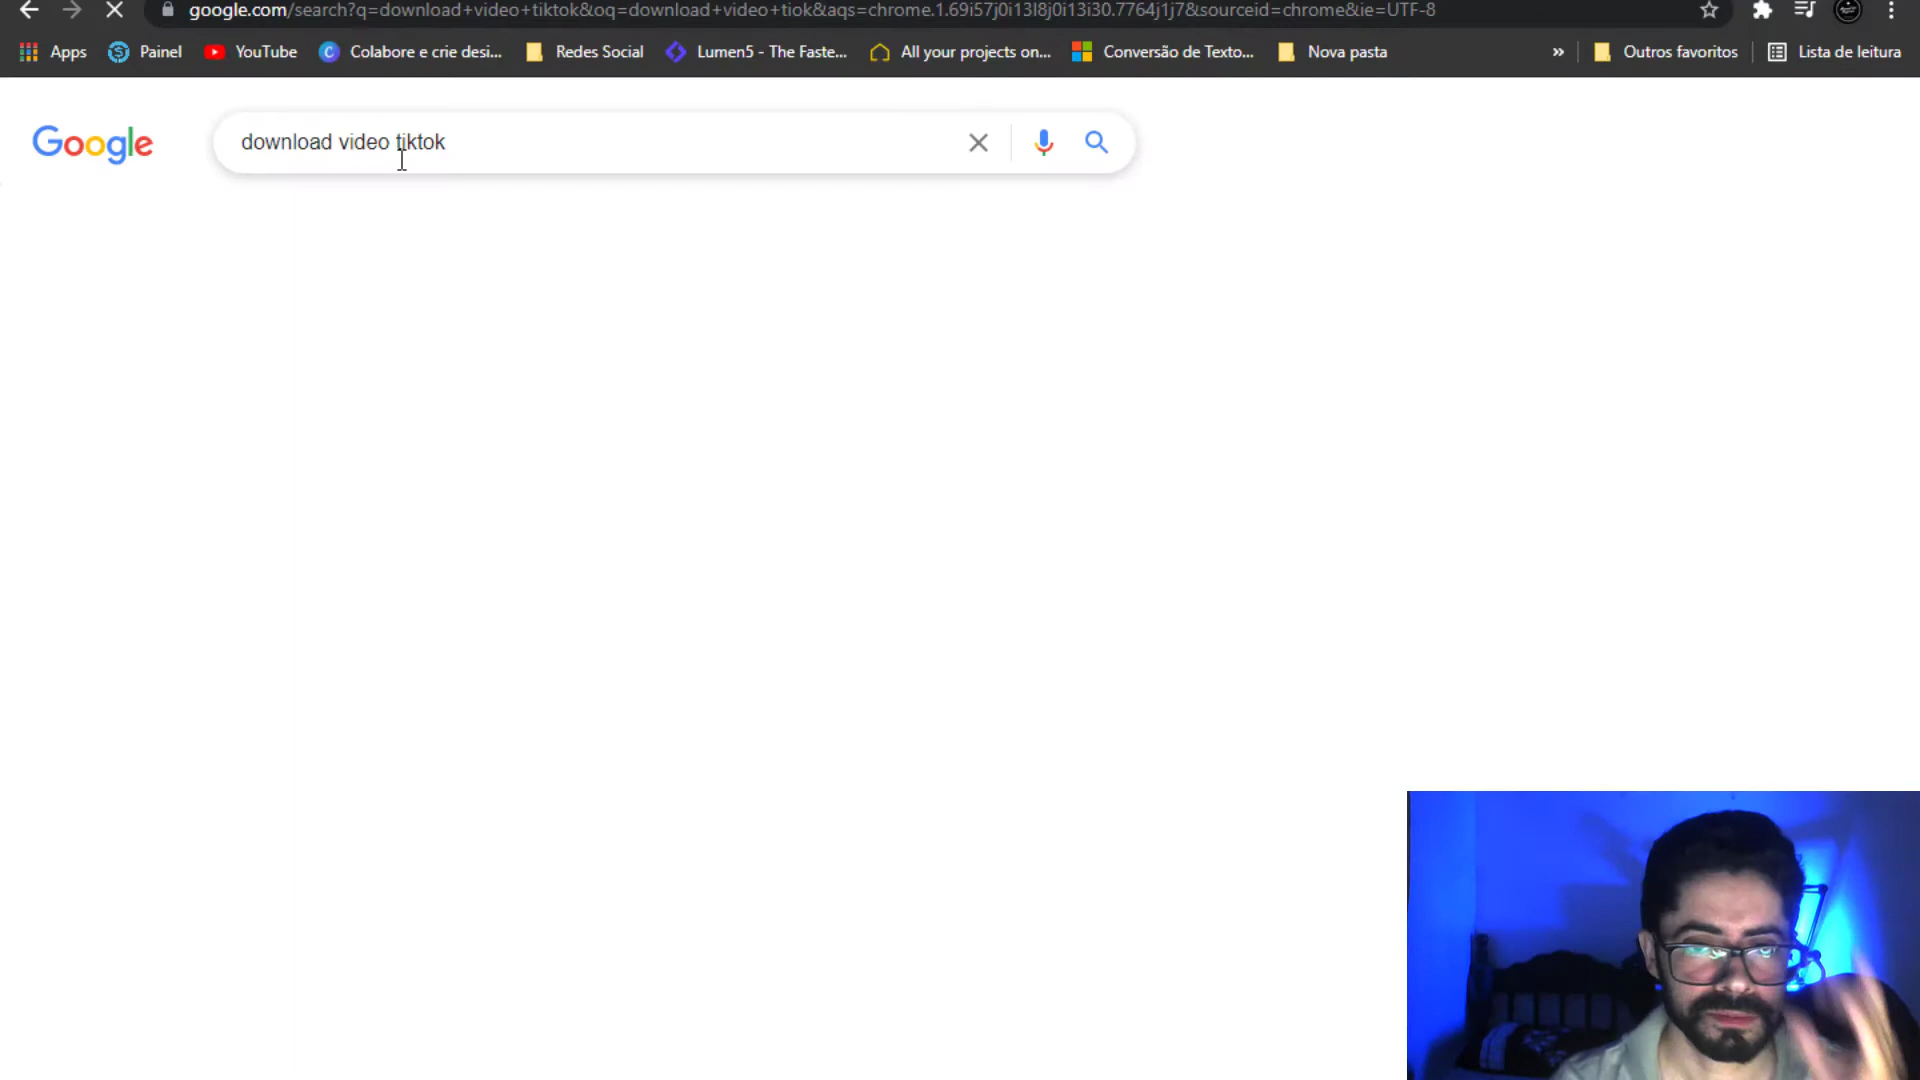 google.com/search?q=download+video+tiktok&oq=download+video+tiok&aqs=chrome.1.69i57j0i13l8j0i13i30.7764j1j7&sourceid=chrome&ie=UTF-8
Apps Painel YouTube Colabore e crie desi... Redes Social Lumen5 - The Faste... All your projects on... Conversão de Texto... Nova pasta » Outros favoritos Lista de leitura
Google download video tiktok